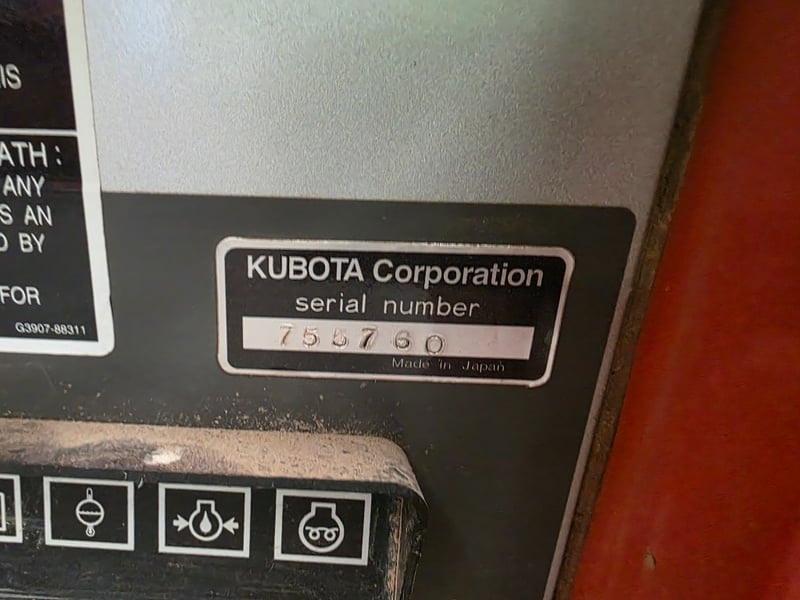 IS
ATH :
ANY
S AN
D BY
FOR
G3907-88311
KUBOTA Corporation
serial number
755760
Made in Japan